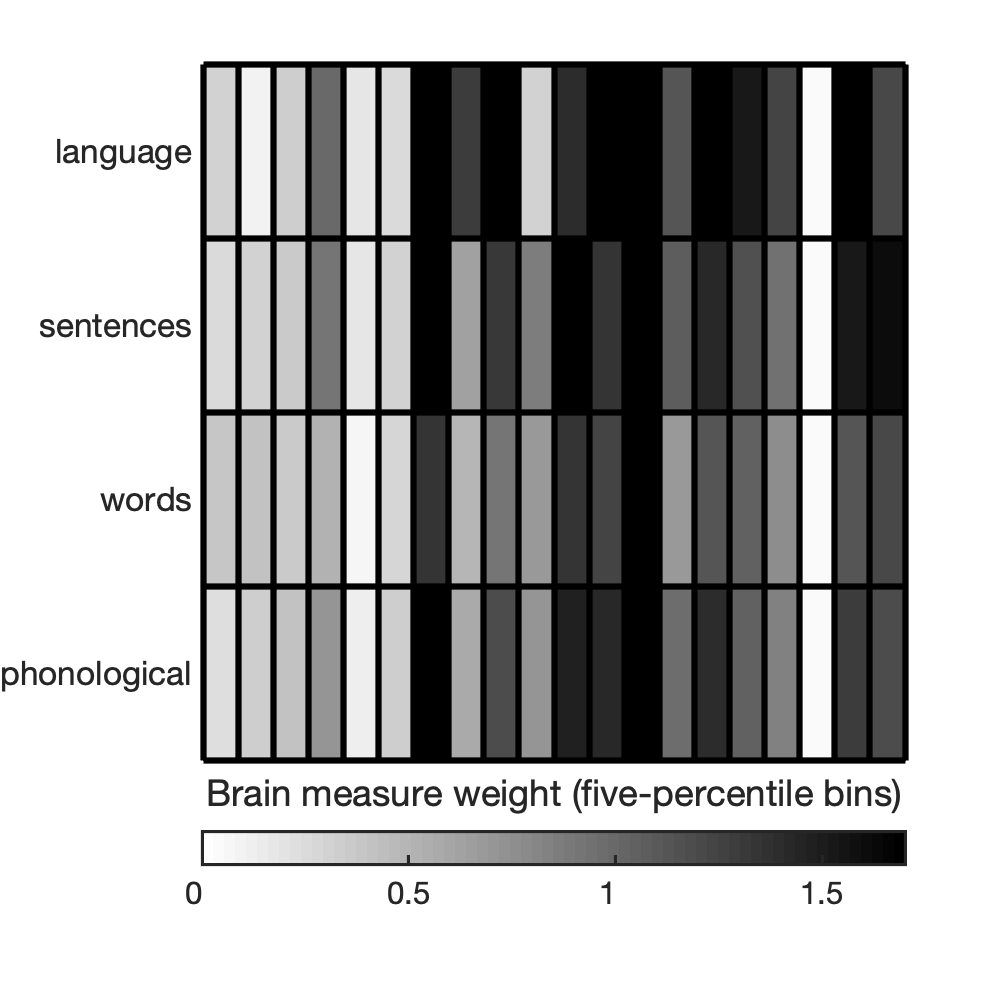 language
sentences
words
phonological
Brain measure weight (five-percentile bins)
0 0.5 1 1.5